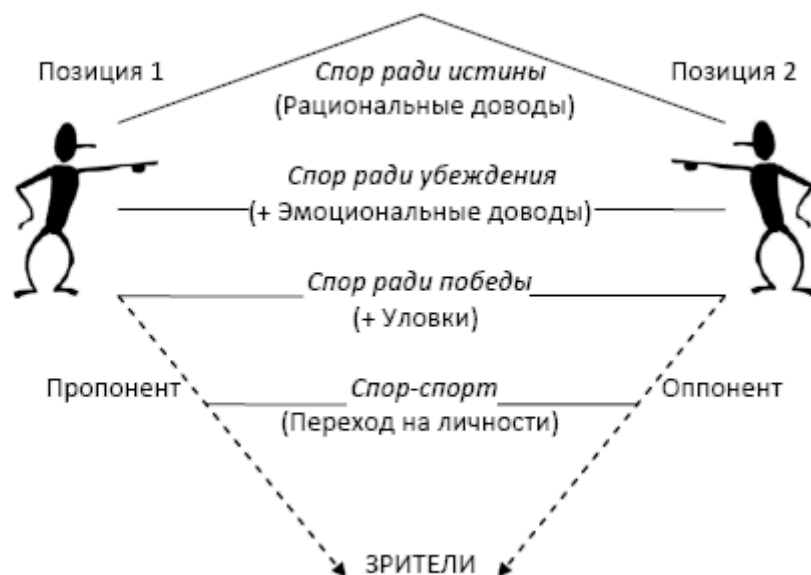 Позиция 1
Спор ради истины
Позиция 2
(Рациональные доводы)
Спор ради убеждения
(+ Эмоциональные доводы)
Спор ради победы
(+ Уловки)
Пропонент
Спор-спорт
Оппонент
(Переход на личности)
ЗРИТЕЛИ